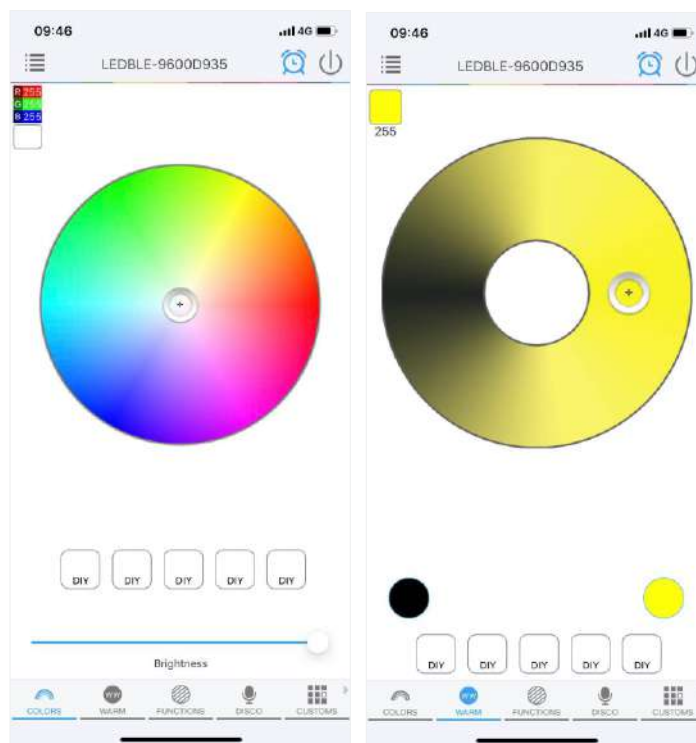 09:46
4G
LEDBLE-9600D935
R 255
G 255
B 255
DIY DIY DIY DIY DIY
Brightness
COLORS WARM FUNCTIONS DISCO CUSTOMS
09:46
4G
LEDBLE-9600D935
255
DIY DIY DIY DIY DIY
WW
COLORS WARM FUNCTIONS DISCO CUSTOMS